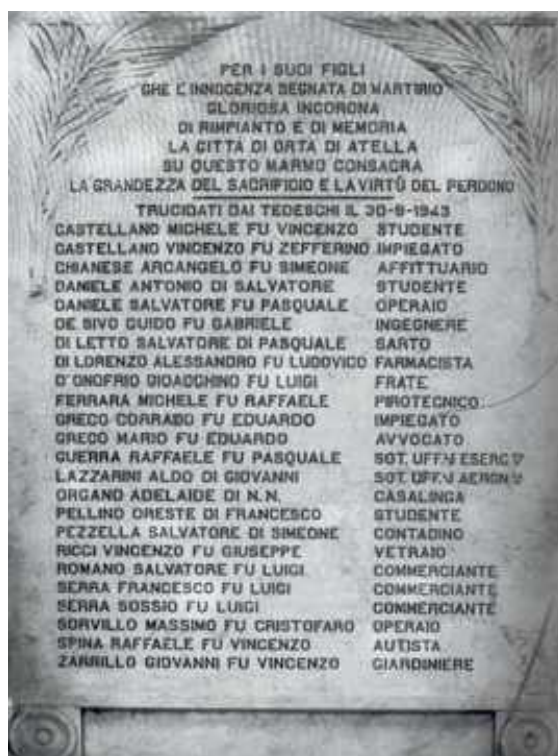 PER I SUOI FIGLI
CHE L'INNOCENZA SEGNATA DI MARTIRIO
GLORIOSA INCORONA
DI RIMPIANTO E DI MEMORIA
LA CITTÀ DI ORTA DI ATELLA
SU QUESTO MARMO CONSACRA
LA GRANDEZZA DEL SACRIFICIO E LA VIRTÙ DEL PERDONO
TRUCIDATI DAI TEDESCHI IL 30-9-1943
CASTELLANO MICHELE FU VINCENZO STUDENTE
CASTELLANO VINCENZO FU ZEFFERINO IMPIEGATO
CHIANESE ARCANGELO FU SIMEONE AFFITTUARIO
DANIELE ANTONIO DI SALVATORE STUDENTE
DANIELE SALVATORE FU PASQUALE OPERAIO
DE SIVO GUIDO FU GABRIELE INGEGNERE
DI LETTO SALVATORE DI PASQUALE SARTO
DI LORENZO ALESSANDRO FU LUDOVICO FARMACISTA
D'ONOFRIO GIOACCHINO FU LUIGI FRATE
FERRARA MICHELE FU RAFFAELE PIROTECNICO
GRECO CORRADO FU EDUARDO IMPIEGATO
GRECO MARIO FU EDUARDO AVVOCATO
GUERRA RAFFAELE FU PASQUALE SOT. UFF.
LAZZARINI ALDO DI GIOVANNI SOT. UFF.
ORGANO ADELAIDE DI N.N. CASALINGA
PELLINO ORESTE DI FRANCESCO STUDENTE
PEZZELLA SALVATORE DI SIMEONE CONTADINO
RICCI VINCENZO FU GIUSEPPE VETRAIO
ROMANO SALVATORE FU LUIGI COMMERCIANTE
SERRA FRANCESCO FU LUIGI COMMERCIANTE
SERRA SOSSIO FU LUIGI COMMERCIANTE
SORVILLO MASSIMO FU CRISTOFARO OPERAIO
SPINA RAFFAELE FU VINCENZO AUTISTA
ZARRILLO GIOVANNI FU VINCENZO GIARDINIERE